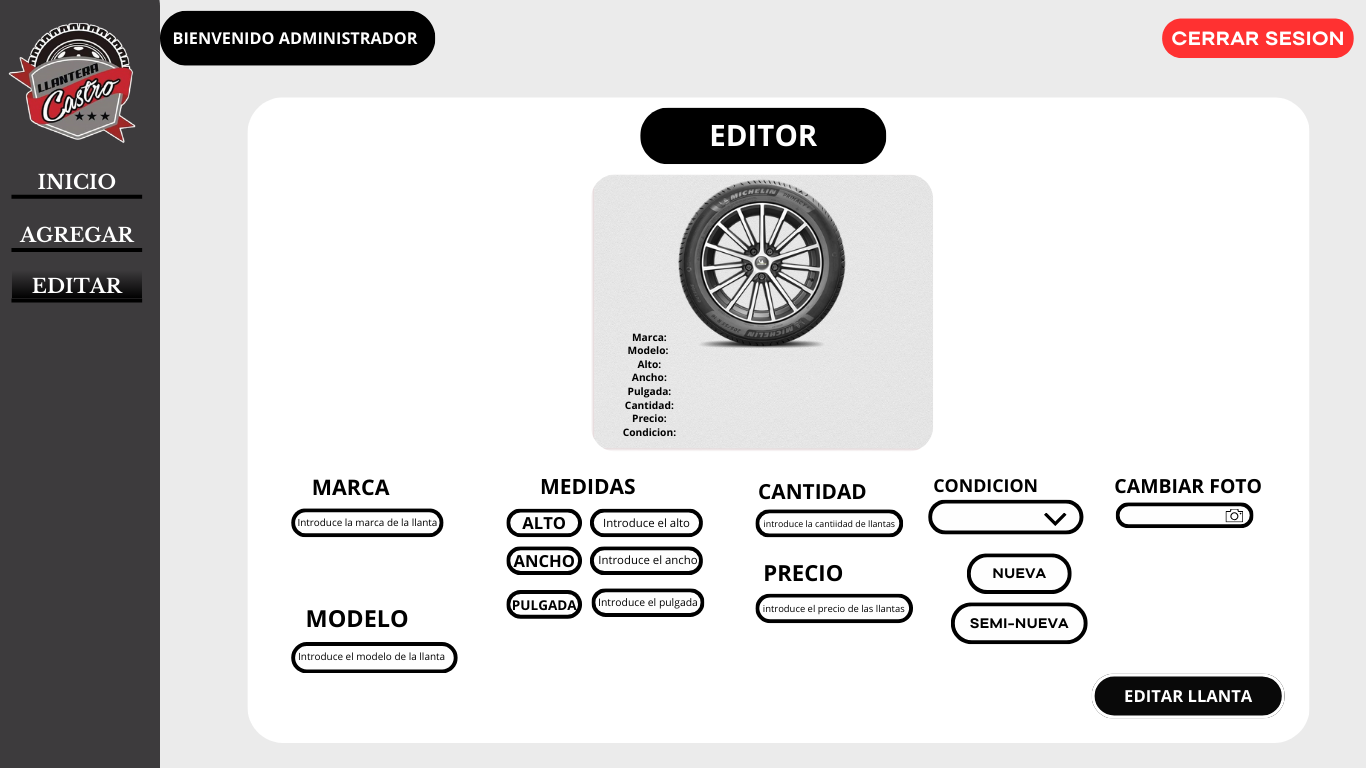 LLANTERA
Castro
INICIO
AGREGAR
EDITAR
BIENVENIDO ADMINISTRADOR
CERRAR SESION
EDITOR
MICHELIN
MICHELIN
Marca:
Modelo:
Alto:
Ancho:
Pulgada:
Cantidad:
Precio:
Condicion:
MARCA
Introduce la marca de la llanta
MODELO
Introduce el modelo de la llanta
MEDIDAS
ALTO Introduce el alto
ANCHO Introduce el ancho
PULGADA Introduce el pulgada
CANTIDAD
introduce la cantiidad de llantas
PRECIO
introduce el precio de las llantas
CONDICION
NUEVA
SEMI-NUEVA
CAMBIAR FOTO
EDITAR LLANTA